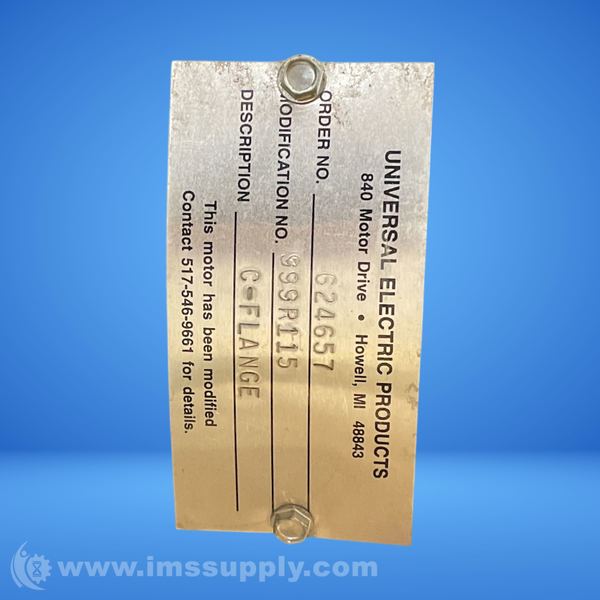 UNIVERSAL ELECTRIC PRODUCTS
840 Motor Drive • Howell, MI 48843
ORDER NO. 624657
MODIFICATION NO. 999R115
DESCRIPTION C-FLANGE
This motor has been modified
Contact 517-546-9661 for details.
www.imssupply.com